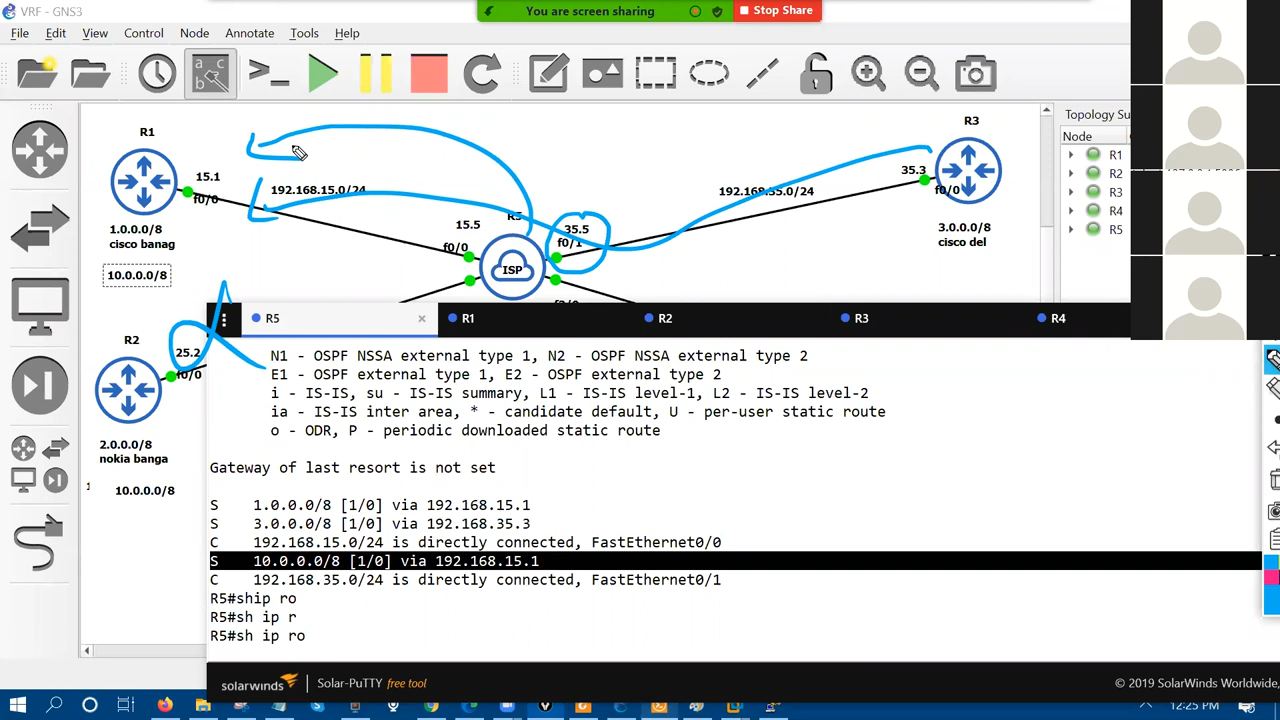 VRF - GNS3
You are screen sharing
Stop Share
File Edit View Control Node Annotate Tools Help
a c
b
Topology Su
Node
R1
R2
R3
R4
R5
R1
15.1
f0/0
1.0.0.0/8
cisco banag
10.0.0.0/8
192.168.15.0/24
15.5
f0/0
ISP
35.5
f0/1
192.168.35.0/24
R3
35.3
f0/0
3.0.0.0/8
cisco del
R2
25.2
f0/0
2.0.0.0/8
nokia banga
1
10.0.0.0/8
R5 × R1 R2 R3 R4
N1 - OSPF NSSA external type 1, N2 - OSPF NSSA external type 2
E1 - OSPF external type 1, E2 - OSPF external type 2
i - IS-IS, su - IS-IS summary, L1 - IS-IS level-1, L2 - IS-IS level-2
ia - IS-IS inter area, * - candidate default, U - per-user static route
o - ODR, P - periodic downloaded static route
Gateway of last resort is not set
S 1.0.0.0/8 [1/0] via 192.168.15.1
S 3.0.0.0/8 [1/0] via 192.168.35.3
C 192.168.15.0/24 is directly connected, FastEthernet0/0
S 10.0.0.0/8 [1/0] via 192.168.15.1
C 192.168.35.0/24 is directly connected, FastEthernet0/1
R5#ship ro
R5#sh ip r
R5#sh ip ro
solarwinds Solar-PuTTY free tool
© 2019 SolarWinds Worldwide,
12:25 PM